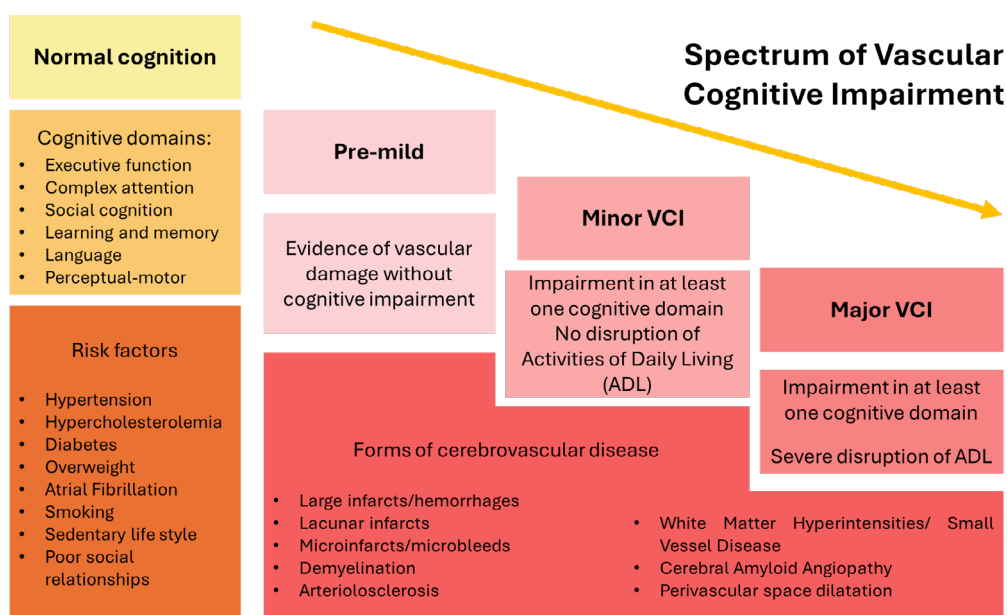 Normal cognition
Spectrum of Vascular
Cognitive Impairment
Cognitive domains:
• Executive function
• Complex attention
• Social cognition
• Learning and memory
• Language
• Perceptual-motor
Risk factors
• Hypertension
• Hypercholesterolemia
• Diabetes
• Overweight
• Atrial Fibrillation
• Smoking
• Sedentary life style
• Poor social
relationships
Pre-mild
Evidence of vascular
damage without
cognitive impairment
Minor VCI
Impairment in at least
one cognitive domain
No disruption of
Activities of Daily Living
(ADL)
Major VCI
Impairment in at least
one cognitive domain
Severe disruption of ADL
Forms of cerebrovascular disease
• Large infarcts/hemorrhages
• Lacunar infarcts
• Microinfarcts/microbleeds
• Demyelination
• Arteriolosclerosis
• White Matter Hyperintensities/ Small
Vessel Disease
• Cerebral Amyloid Angiopathy
• Perivascular space dilatation